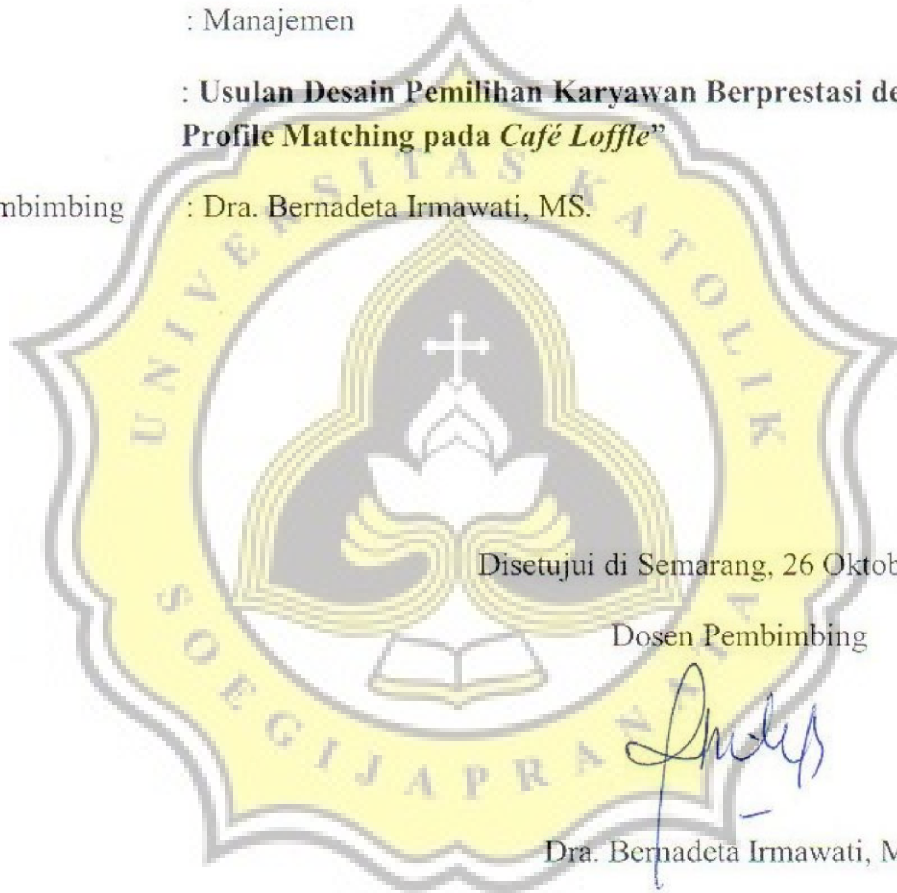 : Manajemen
: Usulan Desain Pemilihan Karyawan Berprestasi de
Profile Matching pada Café Loffle”
mbimbing : Dra. Bernadeta Irmawati, MS.
UNIVERSITAS KATOLIK
SOEGIJAPRANATA
Disetujui di Semarang, 26 Oktob
Dosen Pembimbing
Dra. Bernadeta Irmawati, M